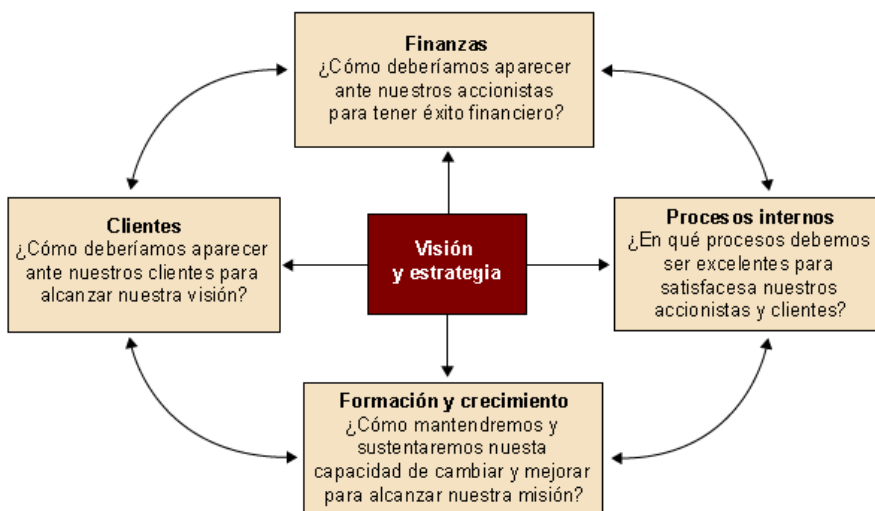 Finanzas
¿Cómo deberíamos aparecer
ante nuestros accionistas
para tener éxito financiero?
Clientes
¿Cómo deberíamos aparecer
ante nuestros clientes para
alcanzar nuestra visión?
Visión
y estrategia
Procesos internos
¿En qué procesos debemos
ser excelentes para
satisfacesa nuestros
accionistas y clientes?
Formación y crecimiento
¿Cómo mantendremos y
sustentaremos nuesta
capacidad de cambiar y mejorar
para alcanzar nuestra misión?